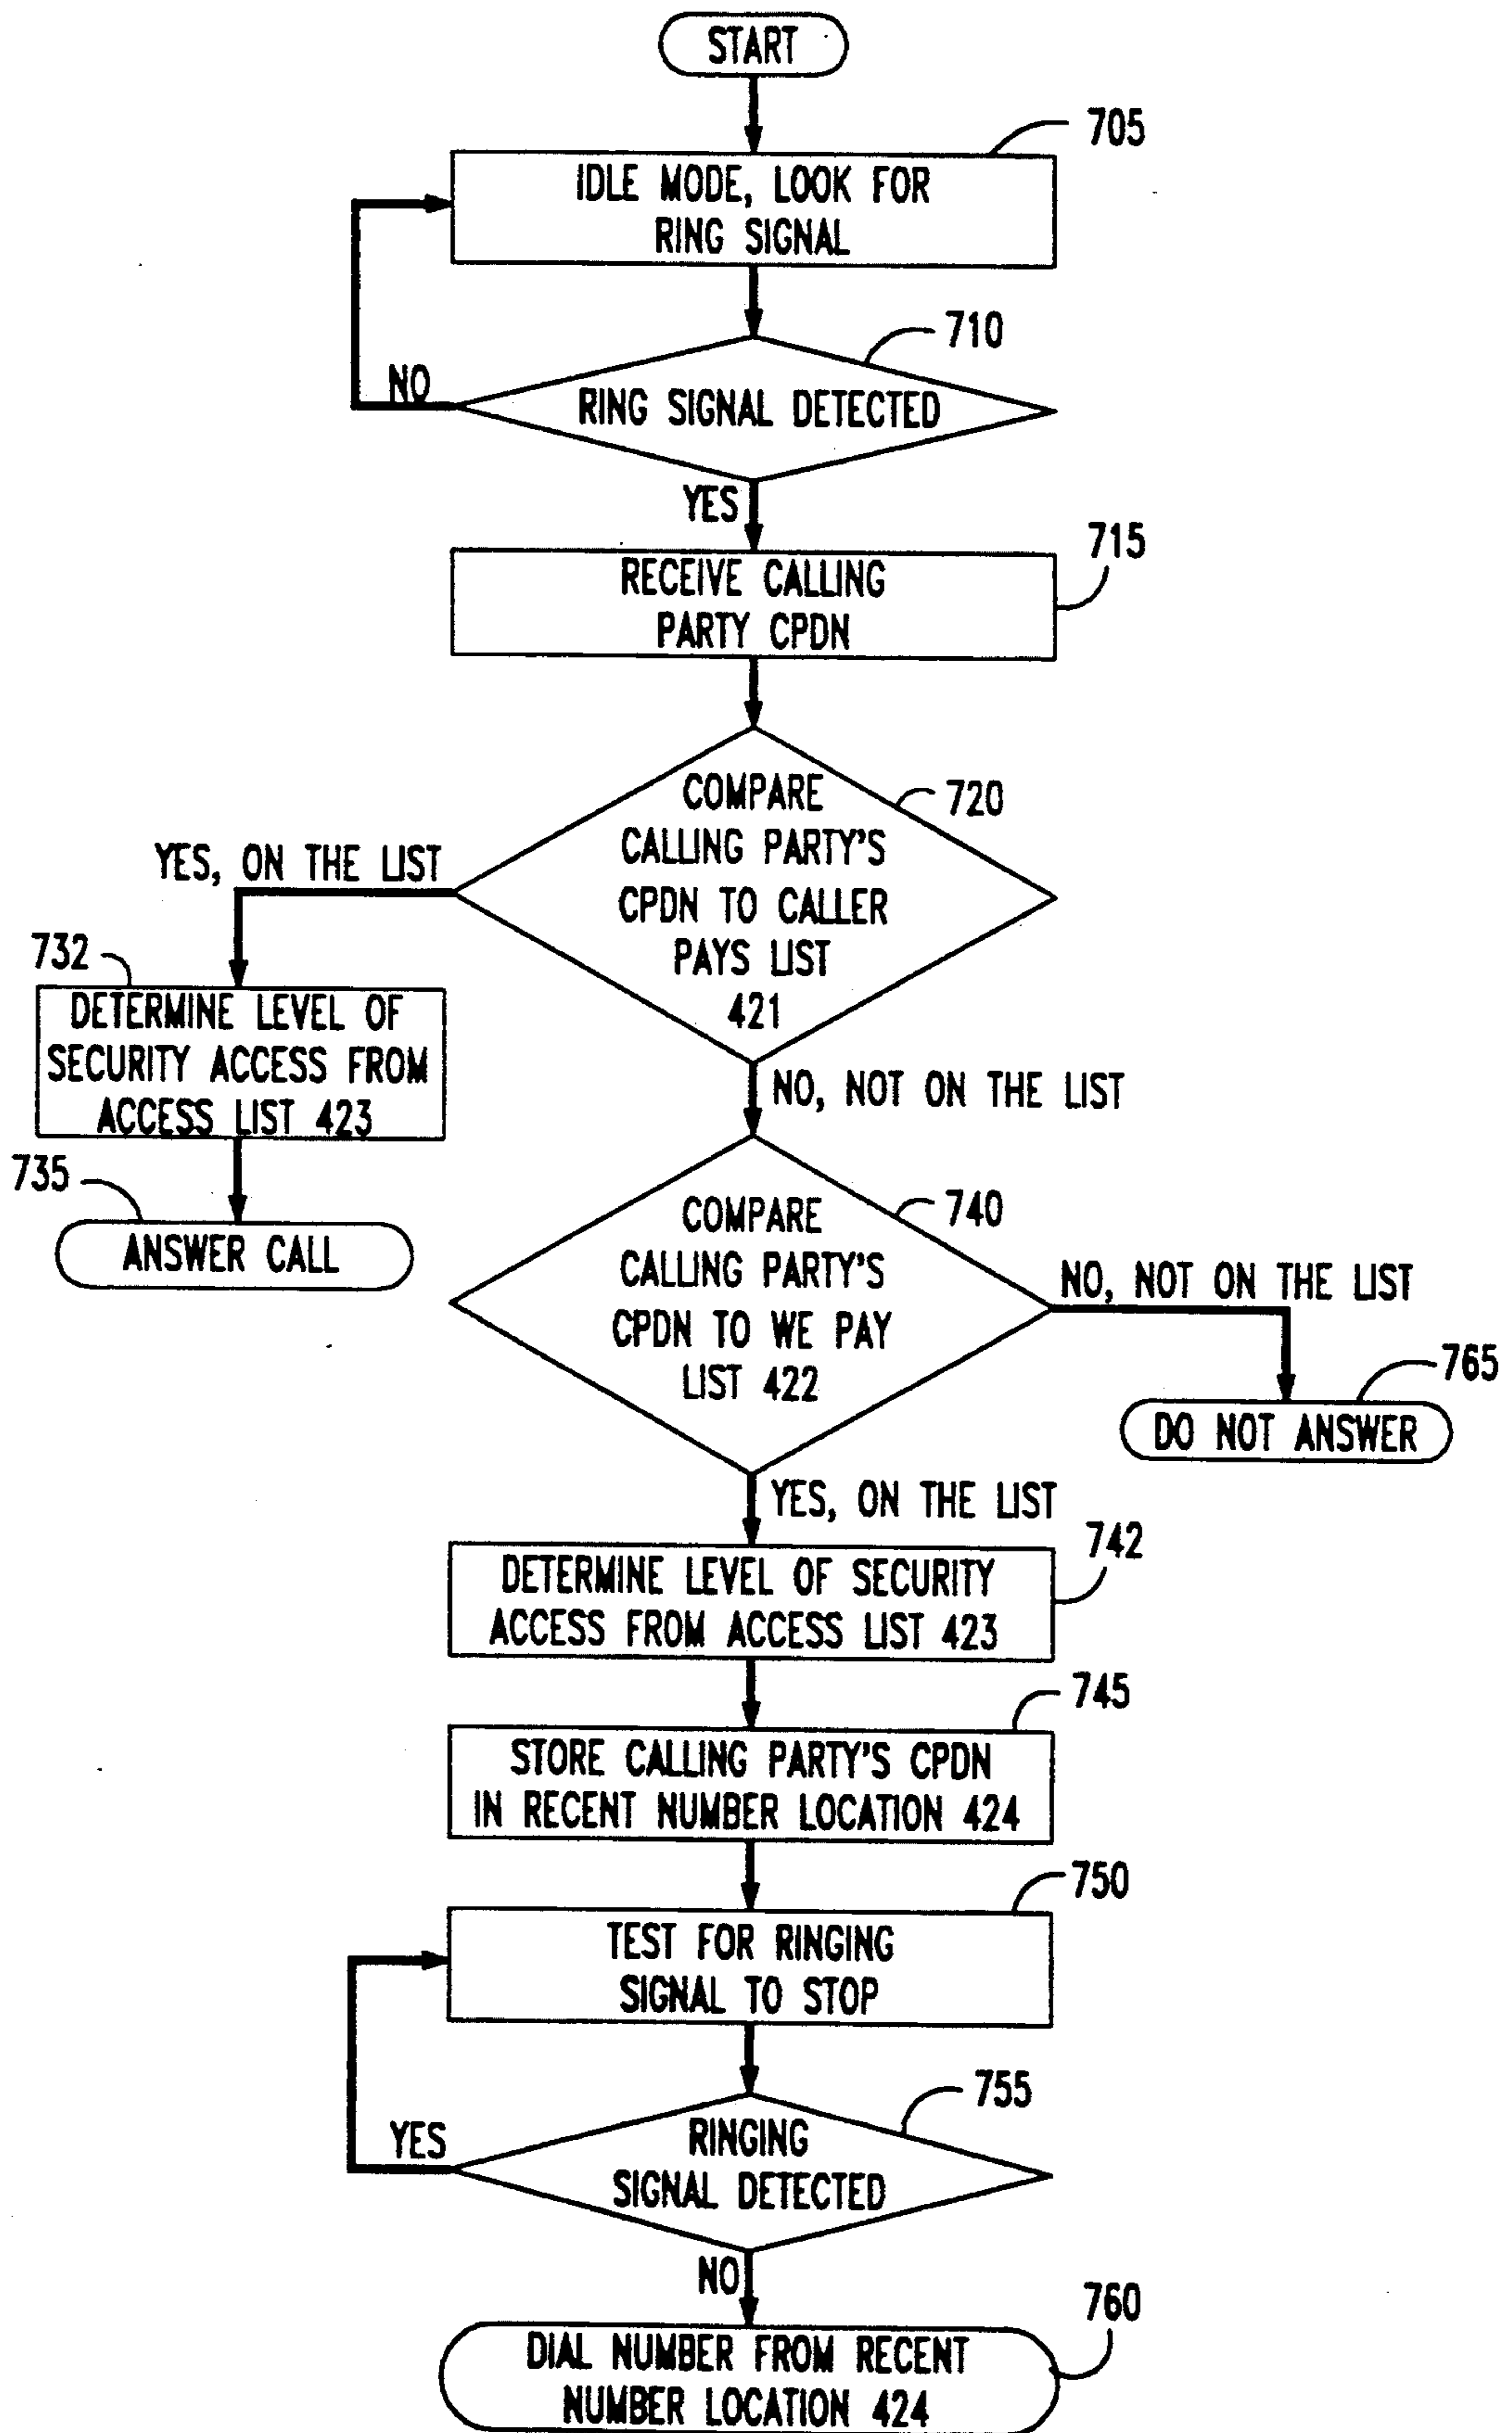 START
705
IDLE MODE, LOOK FOR
RING SIGNAL
710
NO
RING SIGNAL DETECTED
YES
715
RECEIVE CALLING
PARTY CPDN
720
COMPARE
CALLING PARTY'S
CPDN TO CALLER
PAYS LIST
421
YES, ON THE LIST
732
DETERMINE LEVEL OF
SECURITY ACCESS FROM
ACCESS LIST 423
735
ANSWER CALL
NO, NOT ON THE LIST
740
COMPARE
CALLING PARTY'S
CPDN TO WE PAY
LIST 422
NO, NOT ON THE LIST
765
DO NOT ANSWER
YES, ON THE LIST
742
DETERMINE LEVEL OF SECURITY
ACCESS FROM ACCESS LIST 423
745
STORE CALLING PARTY'S CPDN
IN RECENT NUMBER LOCATION 424
750
TEST FOR RINGING
SIGNAL TO STOP
755
YES
RINGING
SIGNAL DETECTED
NO
760
DIAL NUMBER FROM RECENT
NUMBER LOCATION 424